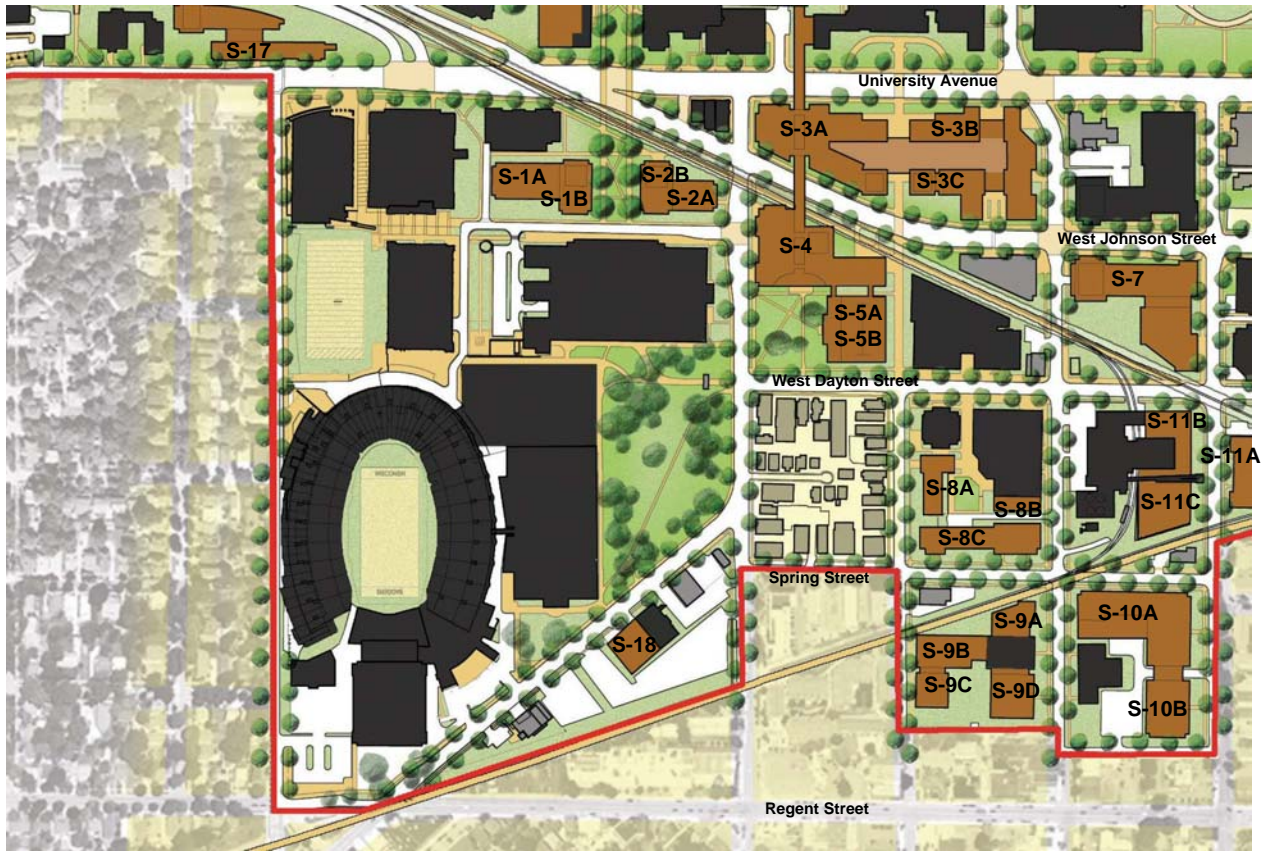 S-17
University Avenue
S-3A
S-3B
S-1A
S-2B
S-3C
S-1B
S-2A
West Johnson Street
S-4
S-7
S-5A
S-5B
West Dayton Street
S-11B
S-11A
S-8A
S-11C
S-8B
S-8C
Spring Street
S-10A
S-9A
S-18
S-9B
S-9C
S-9D
S-10B
Regent Street
WISCONSIN